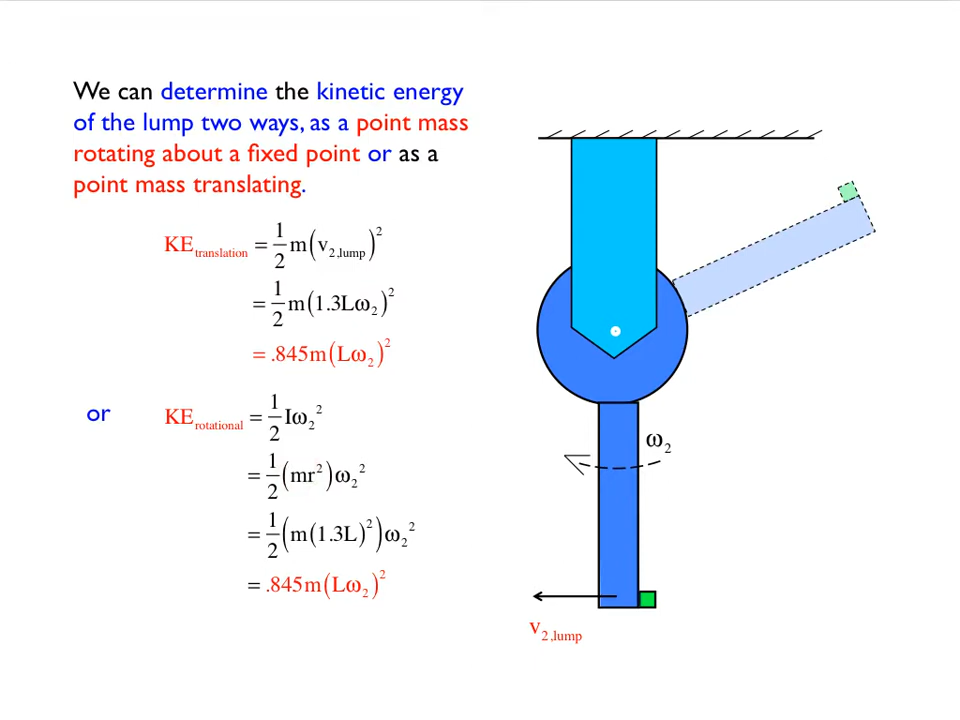 We can determine the kinetic energy
of the lump two ways, as a point mass
rotating about a fixed point or as a
point mass translating.
KE_translation = 1/2 m(v_2,lump)^2
= 1/2 m(1.3Lω_2)^2
= .845m(Lω_2)^2
or KE_rotational = 1/2 Iω_2^2
= 1/2 (mr^2)ω_2^2
= 1/2 (m(1.3L)^2)ω_2^2
= .845m(Lω_2)^2
ω_2
v_2,lump